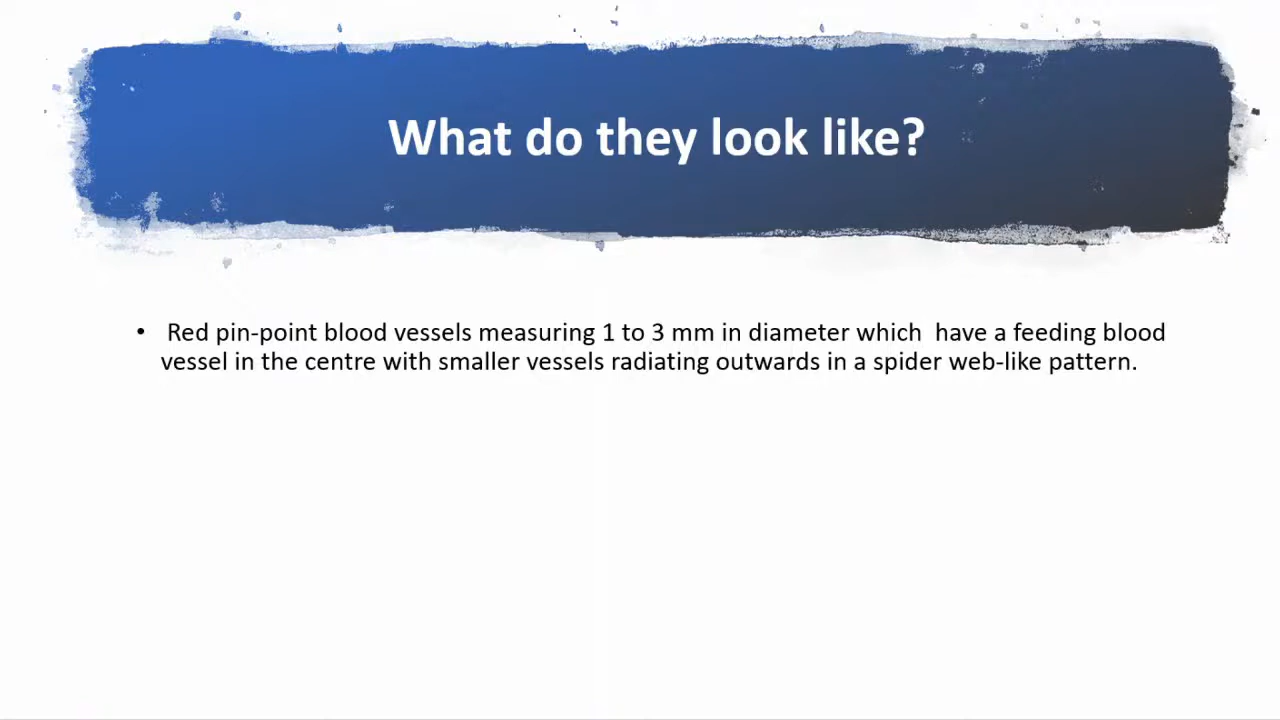 What do they look like?
• Red pin-point blood vessels measuring 1 to 3 mm in diameter which  have a feeding blood
vessel in the centre with smaller vessels radiating outwards in a spider web-like pattern.